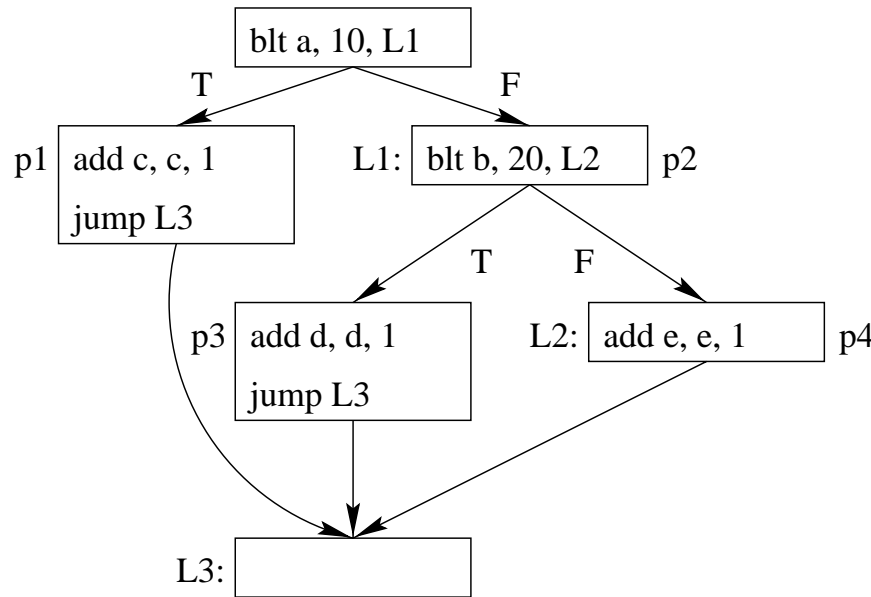 blt a, 10, L1
T F
p1 add c, c, 1 L1: blt b, 20, L2 p2
jump L3
T F
p3 add d, d, 1 L2: add e, e, 1 p4
jump L3
L3: